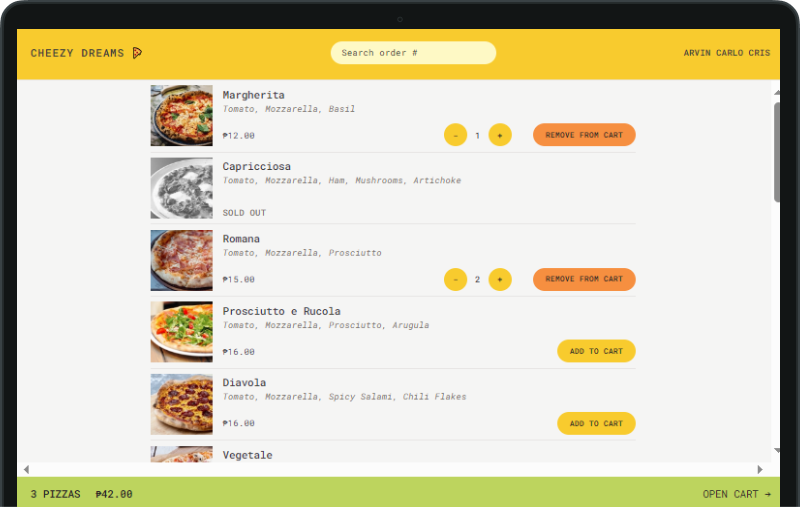 CHEEZY DREAMS
Search order #
ARVIN CARLO CRIS
Margherita
Tomato, Mozzarella, Basil
₱12.00
- 1 +
REMOVE FROM CART
Capricciosa
Tomato, Mozzarella, Ham, Mushrooms, Artichoke
SOLD OUT
Romana
Tomato, Mozzarella, Prosciutto
₱15.00
- 2 +
REMOVE FROM CART
Prosciutto e Rucola
Tomato, Mozzarella, Prosciutto, Arugula
₱16.00
ADD TO CART
Diavola
Tomato, Mozzarella, Spicy Salami, Chili Flakes
₱16.00
ADD TO CART
Vegetale
3 PIZZAS ₱42.00
OPEN CART →